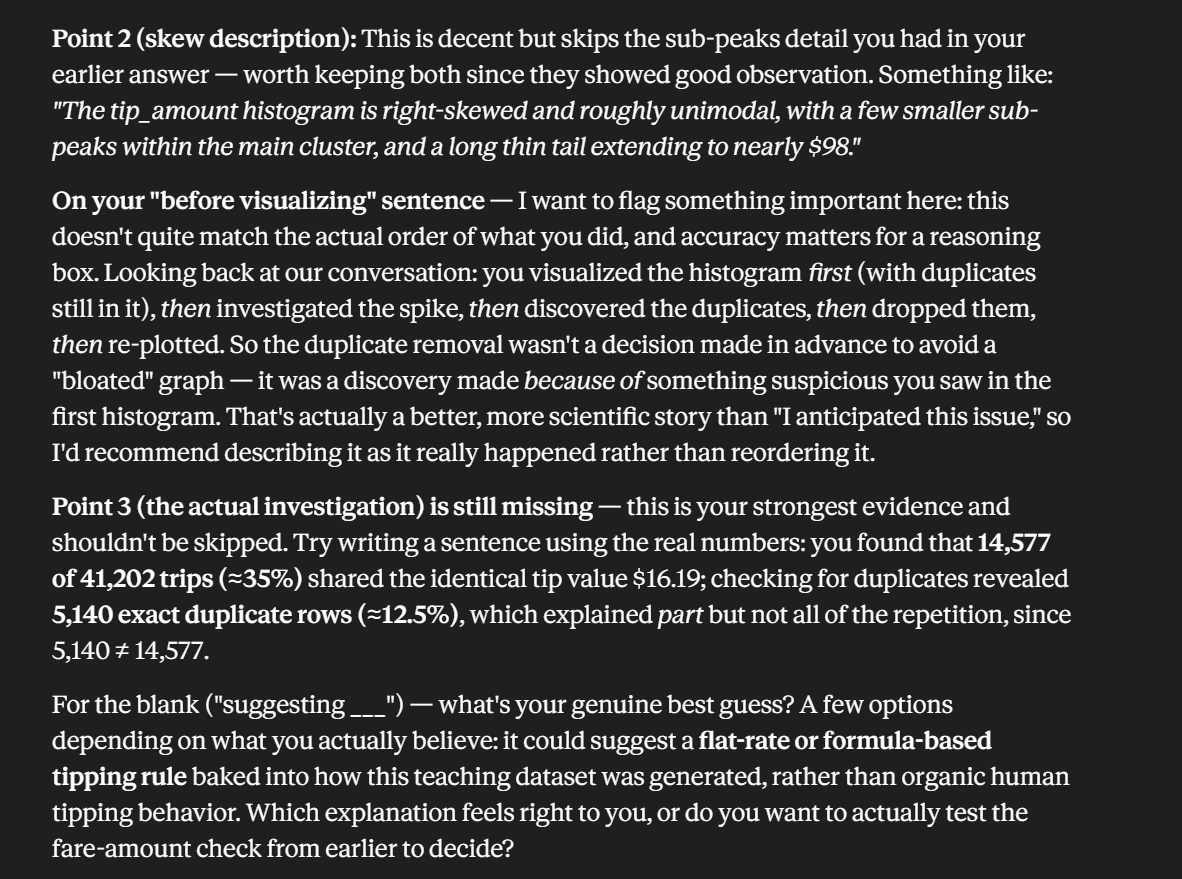 Point 2 (skew description): This is decent but skips the sub-peaks detail you had in your
earlier answer — worth keeping both since they showed good observation. Something like:
"The tip_amount histogram is right-skewed and roughly unimodal, with a few smaller sub-
peaks within the main cluster, and a long thin tail extending to nearly $98."
On your "before visualizing" sentence — I want to flag something important here: this
doesn't quite match the actual order of what you did, and accuracy matters for a reasoning
box. Looking back at our conversation: you visualized the histogram first (with duplicates
still in it), then investigated the spike, then discovered the duplicates, then dropped them,
then re-plotted. So the duplicate removal wasn't a decision made in advance to avoid a
"bloated" graph — it was a discovery made because of something suspicious you saw in the
first histogram. That's actually a better, more scientific story than "I anticipated this issue," so
I'd recommend describing it as it really happened rather than reordering it.
Point 3 (the actual investigation) is still missing — this is your strongest evidence and
shouldn't be skipped. Try writing a sentence using the real numbers: you found that 14,577
of 41,202 trips (≈35%) shared the identical tip value $16.19; checking for duplicates revealed
5,140 exact duplicate rows (≈12.5%), which explained part but not all of the repetition, since
5,140 ≠ 14,577.
For the blank ("suggesting ___") — what's your genuine best guess? A few options
depending on what you actually believe: it could suggest a flat-rate or formula-based
tipping rule baked into how this teaching dataset was generated, rather than organic human
tipping behavior. Which explanation feels right to you, or do you want to actually test the
fare-amount check from earlier to decide?